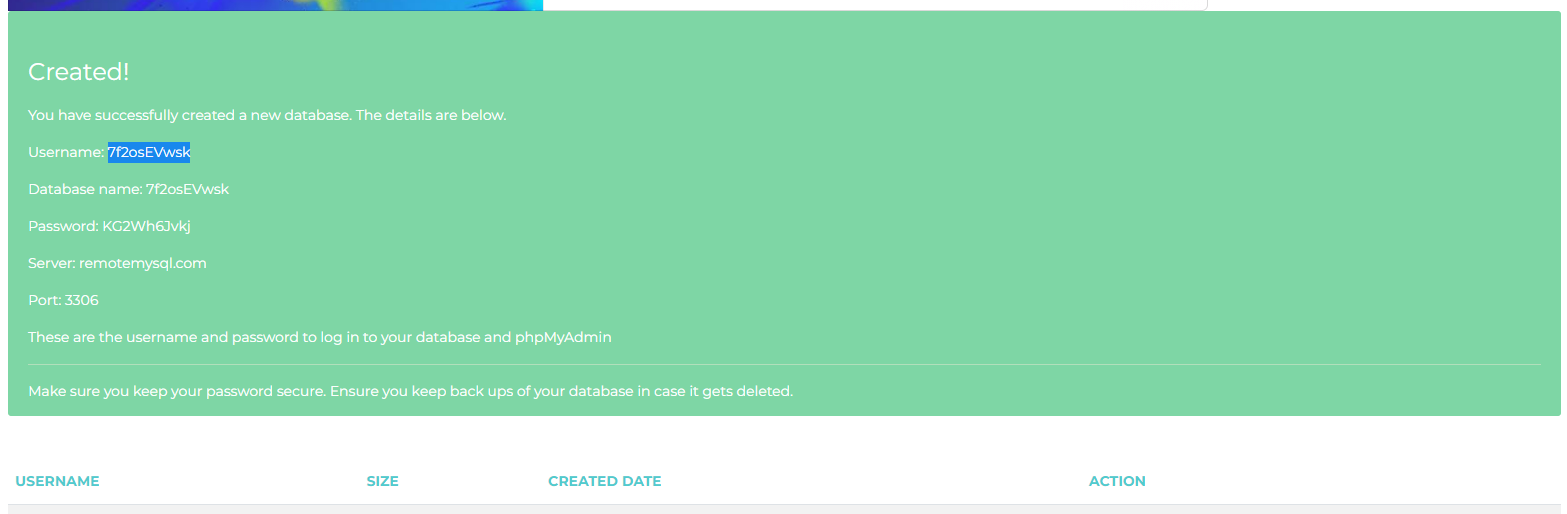 Created!
You have successfully created a new database. The details are below.
Username: 7f2osEVwsk
Database name: 7f2osEVwsk
Password: KG2Wh6Jvkj
Server: remotemysql.com
Port: 3306
These are the username and password to log in to your database and phpMyAdmin
Make sure you keep your password secure. Ensure you keep back ups of your database in case it gets deleted.
USERNAME SIZE CREATED DATE ACTION